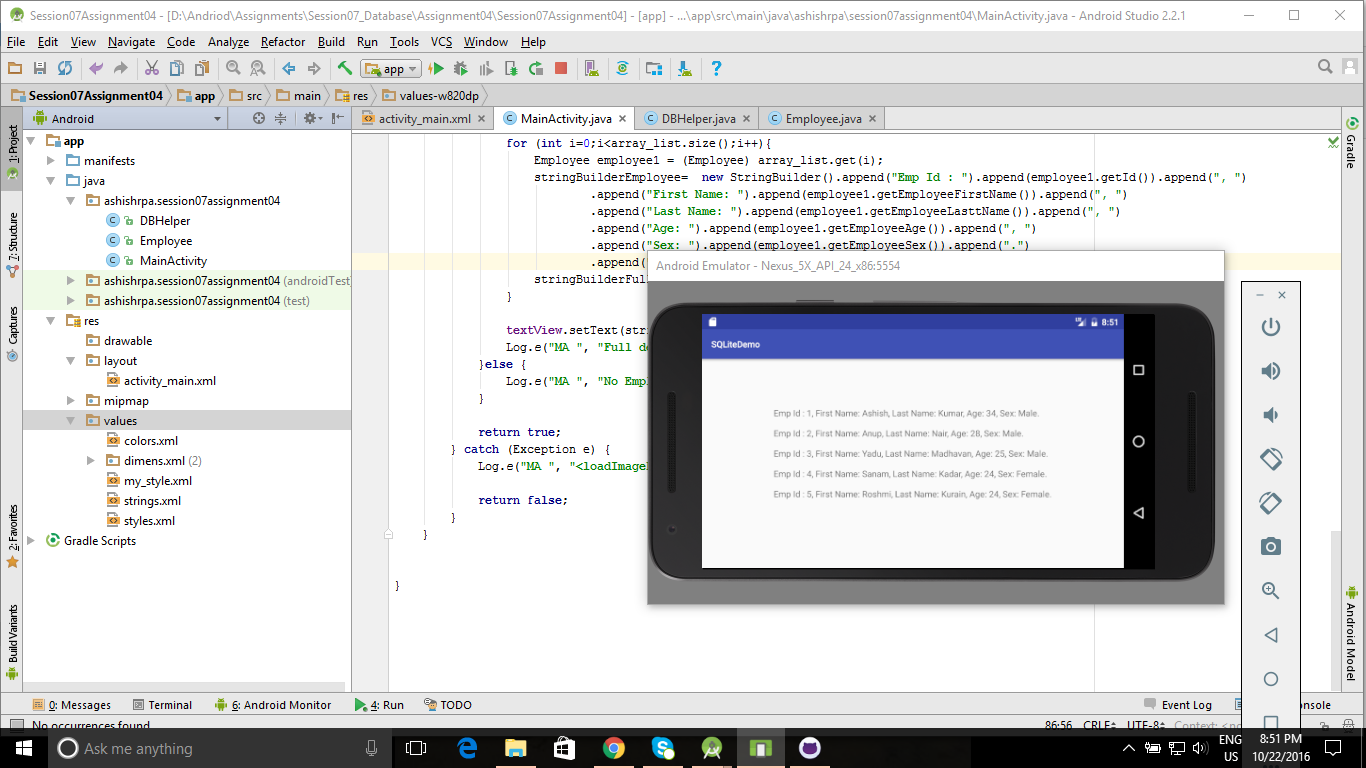 Session07Assignment04 - [D:\Andriod\Assignments\Session07_Database\Assignment04\Session07Assignment04] - [app] - ...\app\src\main\java\ashishrpa\session07assignment04\MainActivity.java - Android Studio 2.2.1
File Edit View Navigate Code Analyze Refactor Build Run Tools VCS Window Help
app
Session07Assignment04 app src main res values-w820dp
Android
activity_main.xml MainActivity.java DBHelper.java Employee.java
1: Project
7: Structure
Captures
2: Favorites
Build Variants
app
manifests
java
ashishrpa.session07assignment04
DBHelper
Employee
MainActivity
ashishrpa.session07assignment04 (androidTest)
ashishrpa.session07assignment04 (test)
res
drawable
layout
activity_main.xml
mipmap
values
colors.xml
dimens.xml (2)
my_style.xml
strings.xml
styles.xml
Gradle Scripts
for (int i=0;i<array_list.size();i++){
Employee employee1 = (Employee) array_list.get(i);
stringBuilderEmployee= new StringBuilder().append("Emp Id : ").append(employee1.getId()).append(", ")
.append("First Name: ").append(employee1.getEmployeeFirstName()).append(", ")
.append("Last Name: ").append(employee1.getEmployeeLasttName()).append(", ")
.append("Age: ").append(employee1.getEmployeeAge()).append(", ")
.append("Sex: ").append(employee1.getEmployeeSex()).append(".")
.append(
stringBuilderFul
}
textView.setText(str
Log.e("MA ", "Full de
}else {
Log.e("MA ", "No Empl
}
return true;
} catch (Exception e) {
Log.e("MA ", "<loadImage
return false;
}
}
}
Android Emulator - Nexus_5X_API_24_x86:5554
8:51
SQLiteDemo
Emp Id : 1, First Name: Ashish, Last Name: Kumar, Age: 34, Sex: Male.
Emp Id : 2, First Name: Anup, Last Name: Nair, Age: 28, Sex: Male.
Emp Id : 3, First Name: Yadu, Last Name: Madhavan, Age: 25, Sex: Male.
Emp Id : 4, First Name: Sanam, Last Name: Kadar, Age: 24, Sex: Female.
Emp Id : 5, First Name: Roshmi, Last Name: Kurain, Age: 24, Sex: Female.
Gradle
Android Model
0: Messages Terminal 6: Android Monitor 4: Run TODO Event Log onsole
No occurrences found 86:56 CRLF UTF-8 Context: <no
Ask me anything
ENG
US
8:51 PM
10/22/2016